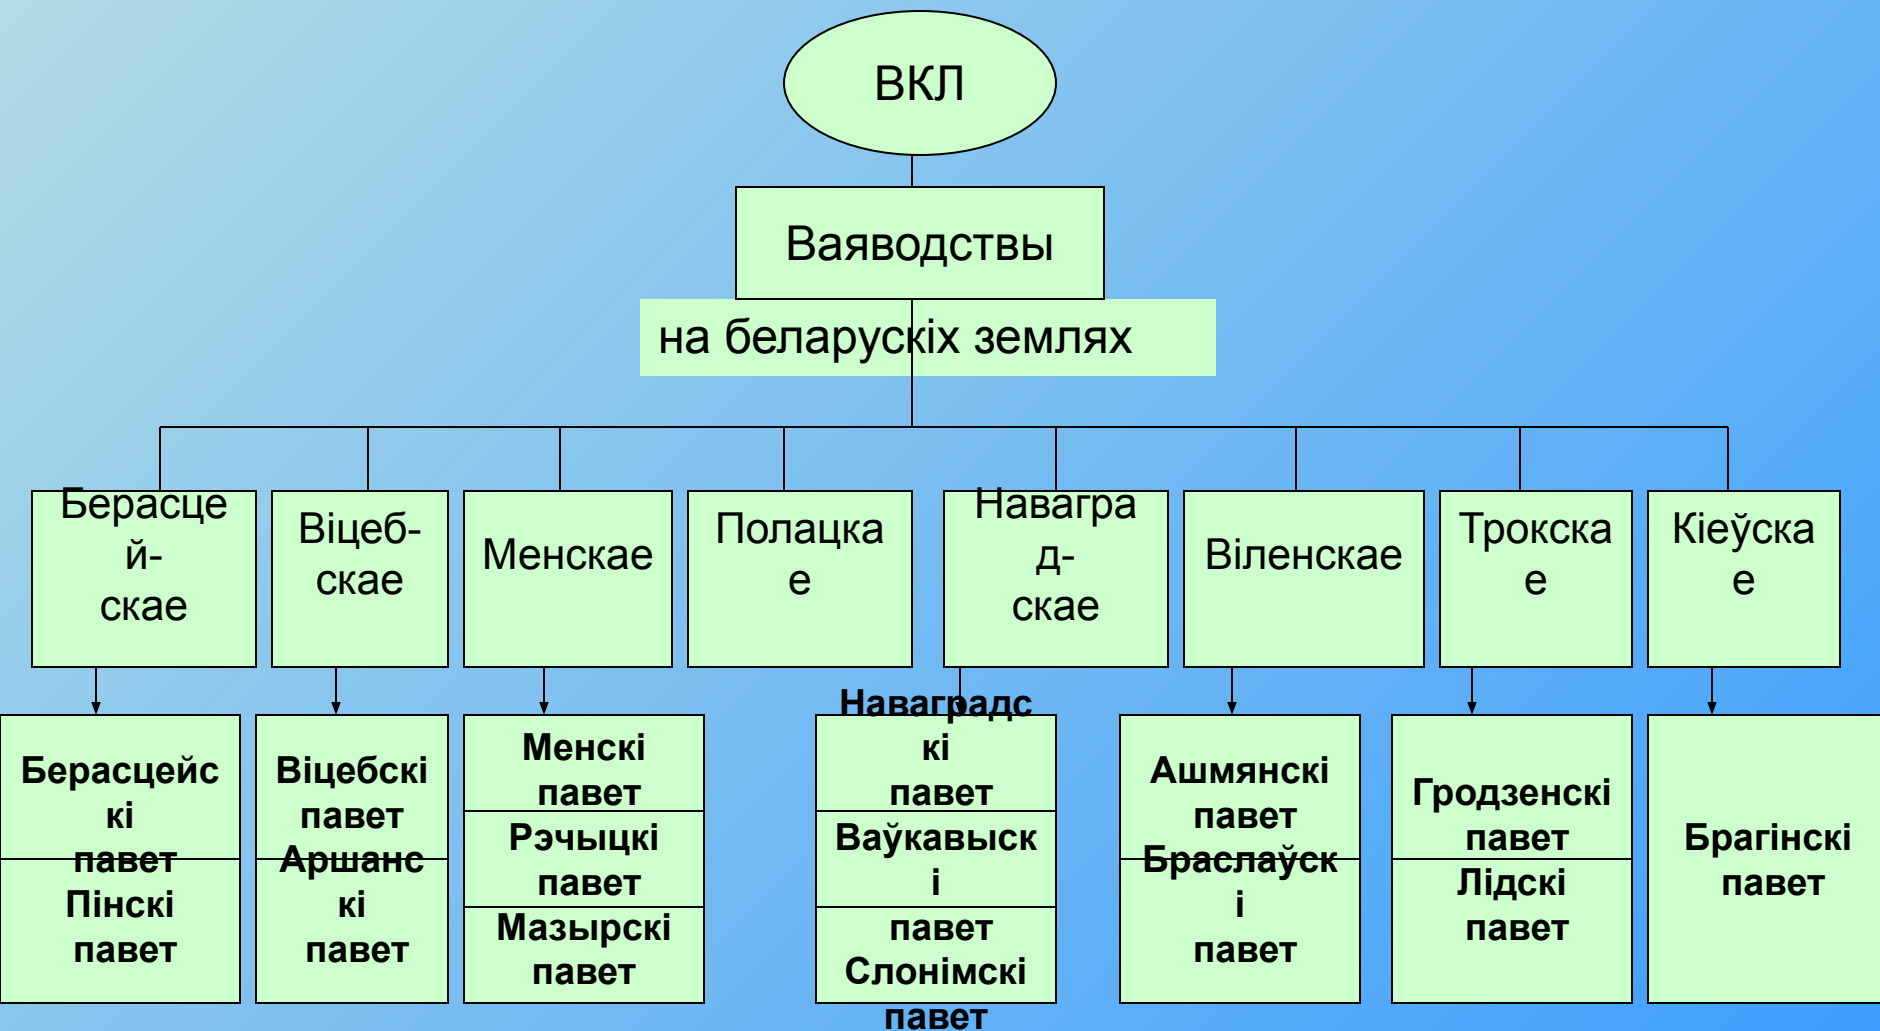 ВКЛ
Ваяводствы
на беларускіх землях
Берасце
й-
скае
Віцеб-
скае
Менскае
Полацка
е
Наваград-
скае
Віленскае
Трокска
е
Кіеўска
е
Берасцейс
кі
павет
Пінскі
павет
Віцебскі
павет
Аршанс
кі
павет
Менскі
павет
Рэчыцкі
павет
Мазырскі
павет
Наваградс
кі
павет
Ваўкавыск
і
павет
Слонімскі
павет
Ашмянскі
павет
Браслаўск
і
павет
Гродзенскі
павет
Лідскі
павет
Брагінскі
павет